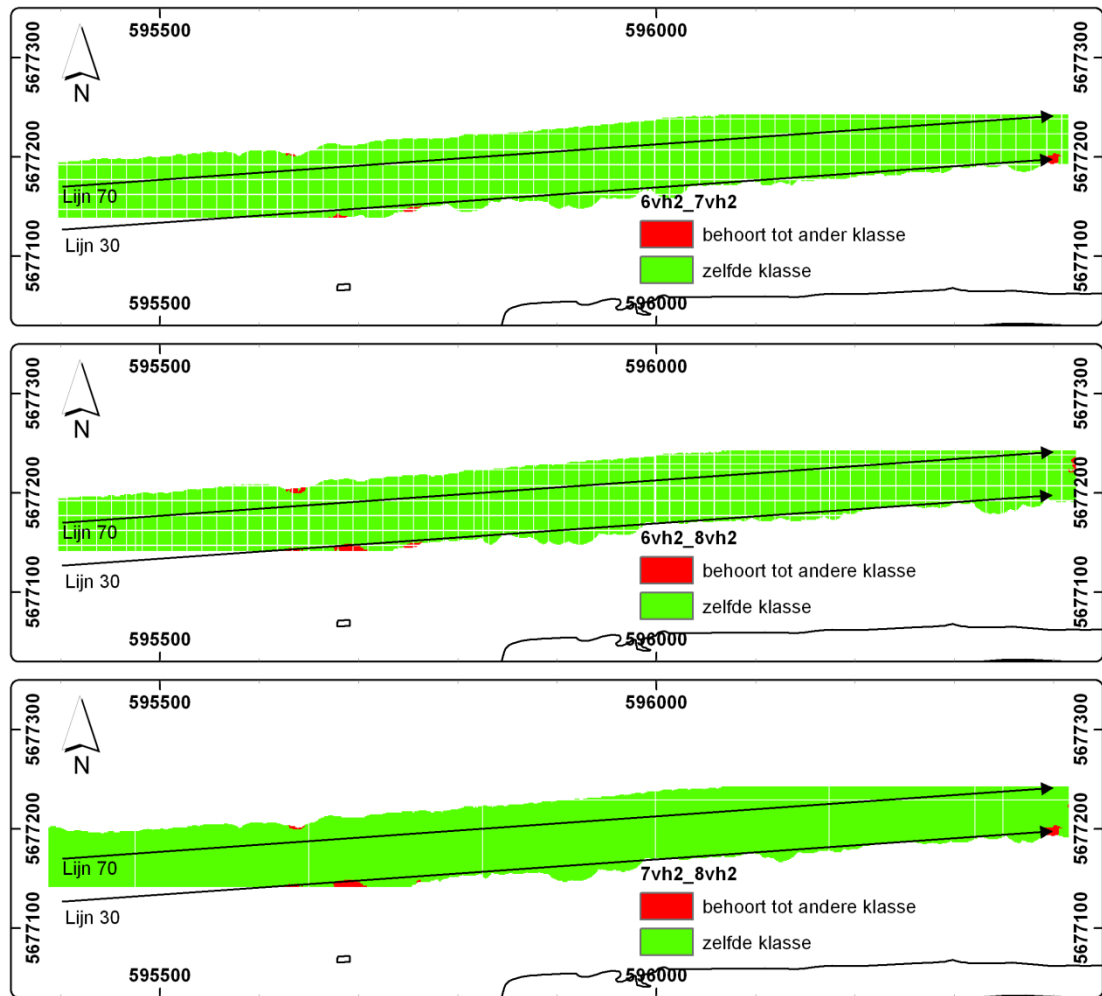 595500 596000
5677300 5677300
N
5677200 5677200
Lijn 70
6vh2_7vh2
behoort tot ander klasse
Lijn 30
5677100 5677100
zelfde klasse
595500 596000
595500 596000
5677300 5677300
N
5677200 5677200
Lijn 70
6vh2_8vh2
behoort tot andere klasse
Lijn 30
5677100 5677100
zelfde klasse
595500 596000
595500 596000
5677300 5677300
N
5677200 5677200
Lijn 70
7vh2_8vh2
behoort tot andere klasse
Lijn 30
5677100 5677100
zelfde klasse
595500 596000